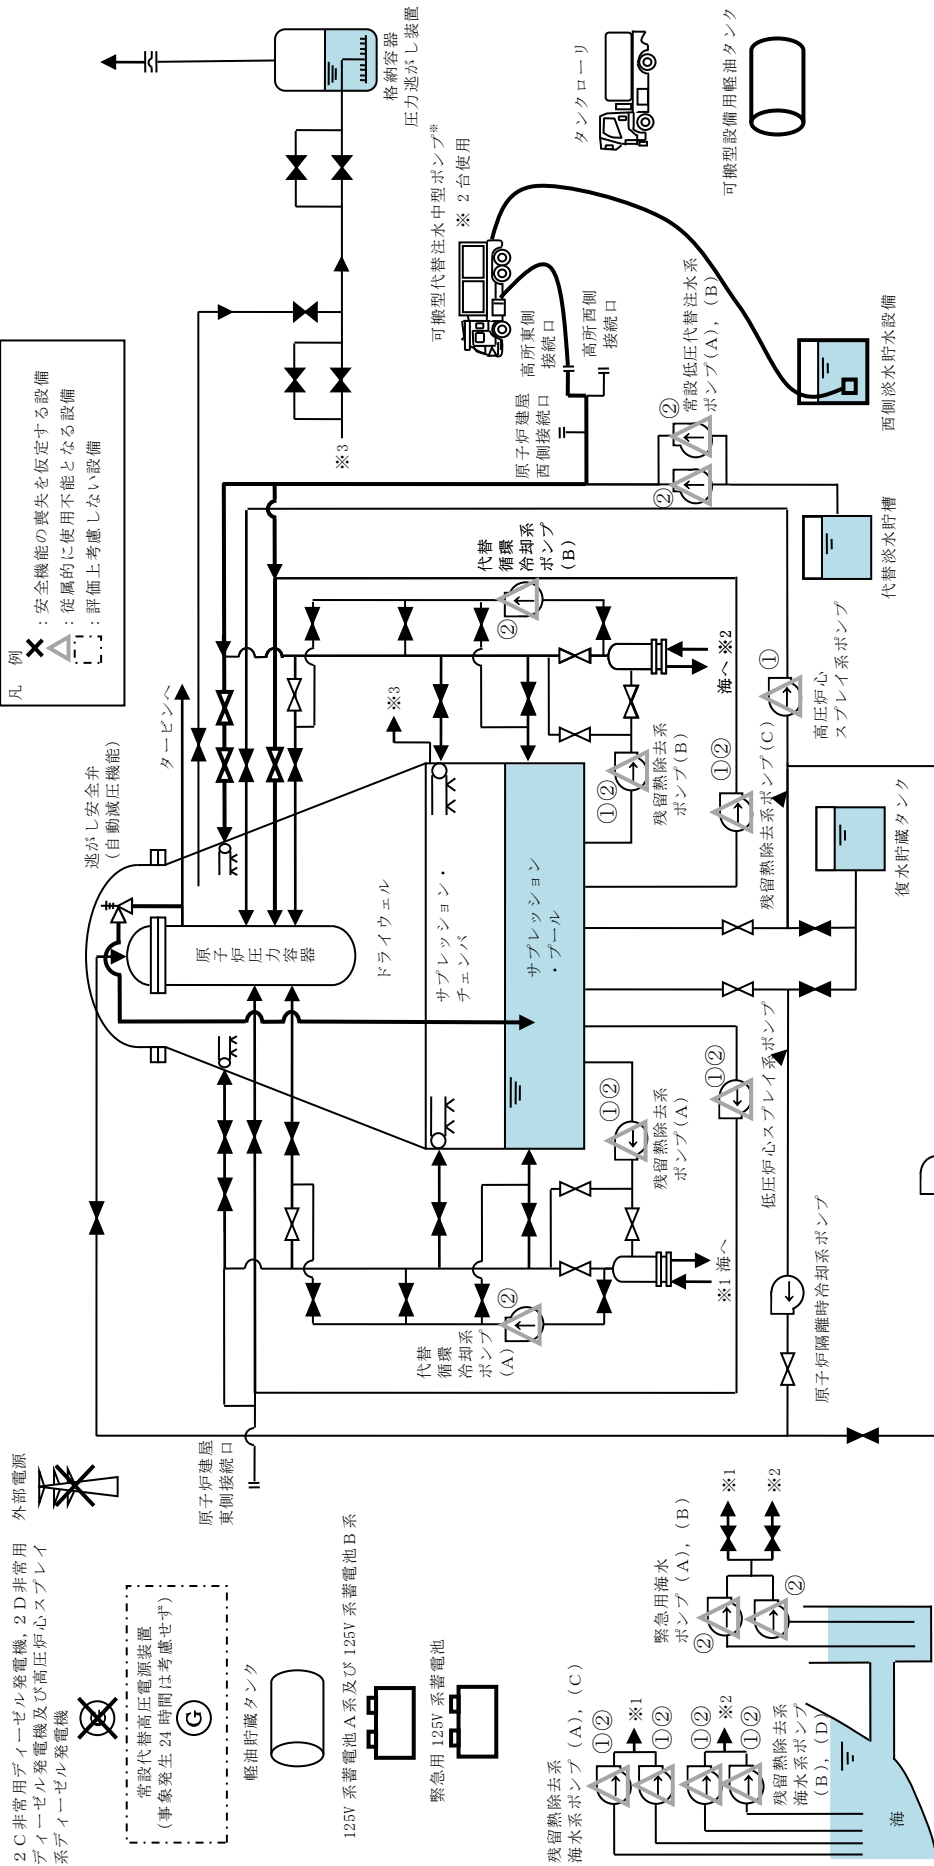 凡　例
：安全機能の喪失を仮定する設備
：従属的に使用不能となる設備
：評価上考慮しない設備
格納容器
圧力逃がし装置
タンクローリ
可搬型設備用軽油タンク
可搬型代替注水中型ポンプ※
※ 2 台使用
高所東側
接続口
高所西側
接続口
原子炉建屋
西側接続口
西側淡水貯水設備
②
常設低圧代替注水系
ポンプ(A)，(B)
②
代替淡水貯槽
※3
タービンへ
逃がし安全弁
(自動減圧機能)
代替
循環
冷却系
ポンプ
(B)
②
※3
海へ ※2
①
高圧炉心
スプレイ系ポンプ
①②
残留熱除去系
ポンプ(B)
①②
残留熱除去系ポンプ(C)
復水貯蔵タンク
原子炉圧力容器
ドライウェル
サプレッション・
チェンバ
サプレッション
・プール
①②
残留熱除去系
ポンプ(A)
①②
低圧炉心スプレイ系ポンプ
※1 海へ
②
代替
循環
冷却系
ポンプ
(A)
原子炉隔離時冷却系ポンプ
原子炉建屋
東側接続口
外部電源
2Ｃ非常用ディーゼル発電機，2Ｄ非常用
ディーゼル発電機及び高圧炉心スプレイ
系ディーゼル発電機
G
常設代替高圧電源装置
(事象発生 24 時間は考慮せず)
G
軽油貯蔵タンク
125V 系蓄電池Ａ系及び 125V 系蓄電池Ｂ系
緊急用 125V 系蓄電池
緊急用海水
ポンプ(A)，(B)
②
②
※1
※2
残留熱除去系
海水系ポンプ (A)，(C)
①②
※1
①②
①②
※2
①②
残留熱除去系
海水系ポンプ
(B)，(D)
海